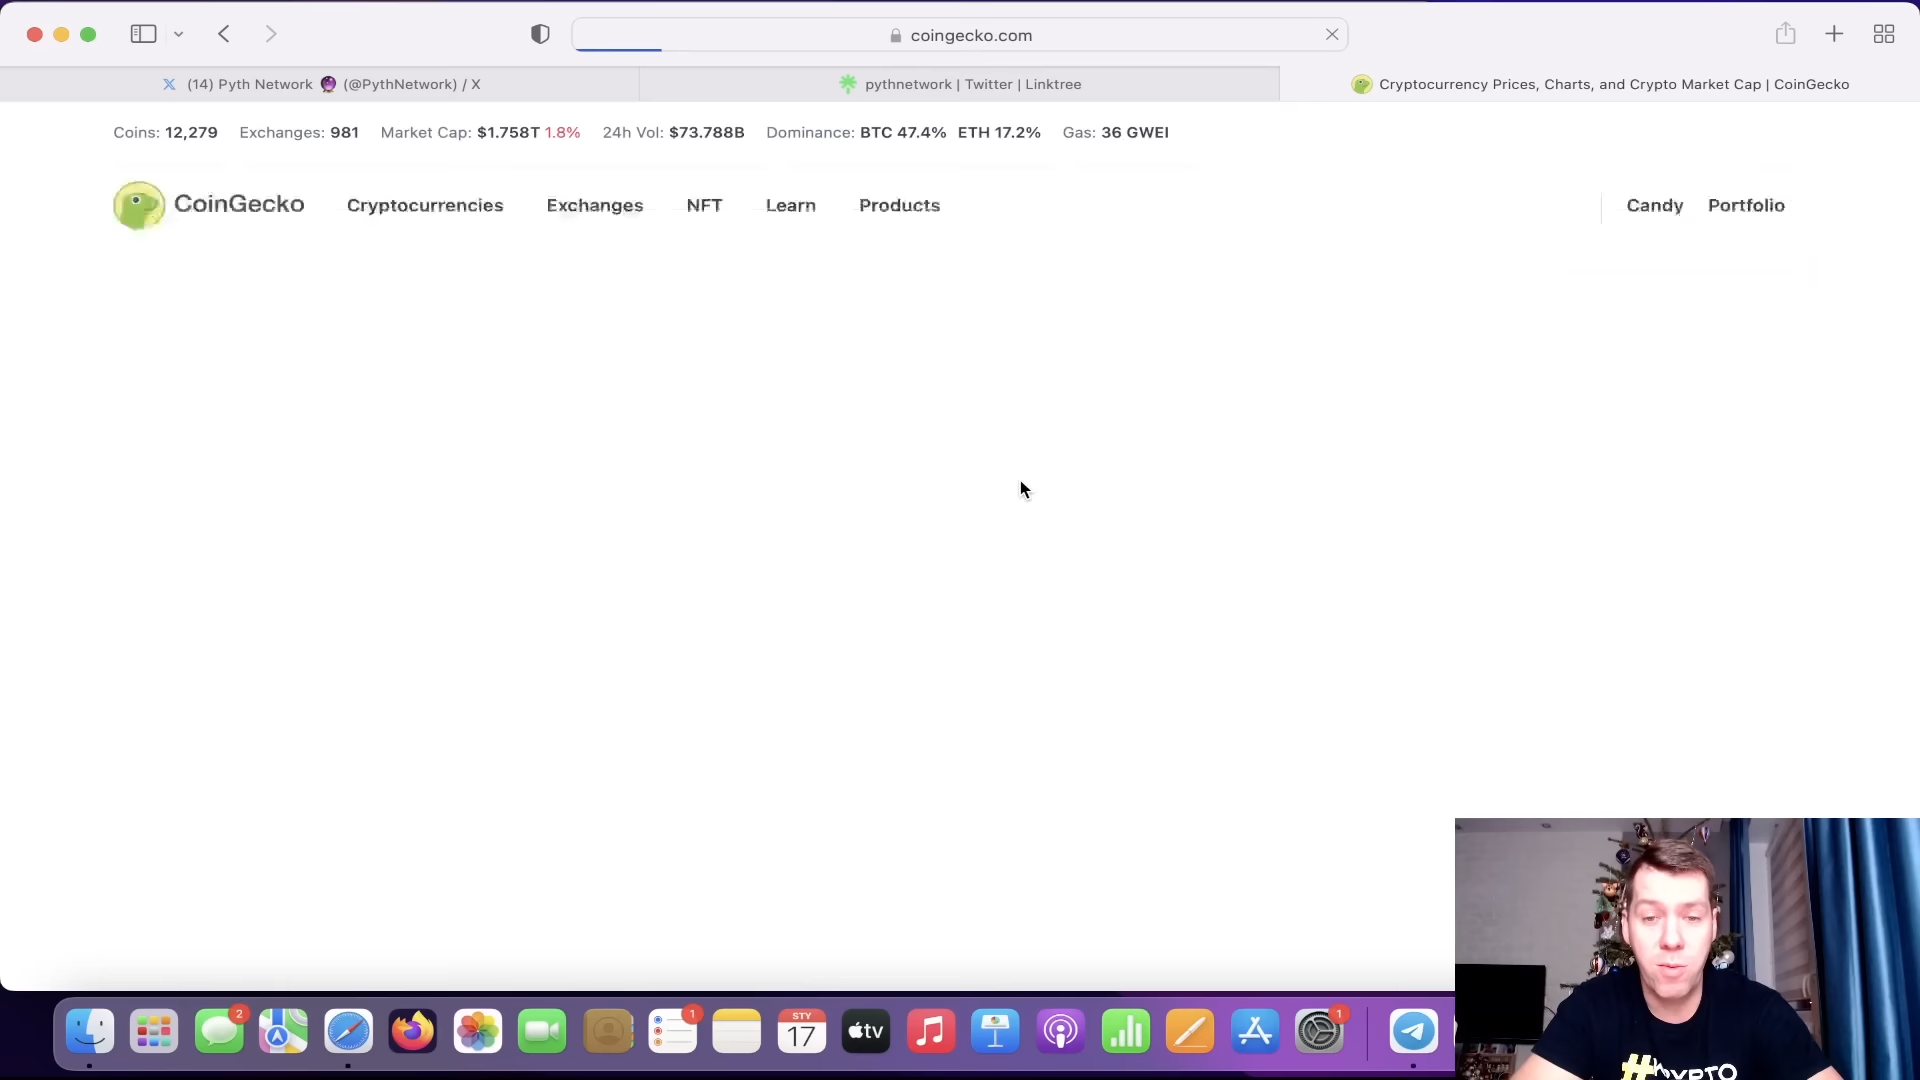 coingecko.com
(14) Pyth Network 🔮 (@PythNetwork) / X
pythnetwork | Twitter | Linktree
Cryptocurrency Prices, Charts, and Crypto Market Cap | CoinGecko
Coins: 12,279 Exchanges: 981 Market Cap: $1.758T 1.8% 24h Vol: $73.788B Dominance: BTC 47.4% ETH 17.2% Gas: 36 GWEI
CoinGecko Cryptocurrencies Exchanges NFT Learn Products Candy Portfolio
2
1
STY
17
tv
1
#KRYPTO